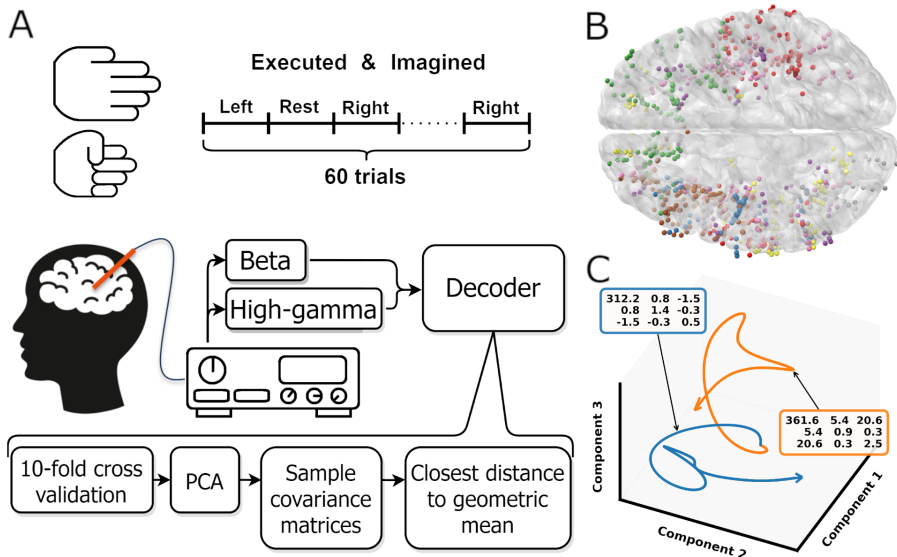 A
Executed & Imagined
Left Rest Right Right
60 trials
Beta
High-gamma
Decoder
10-fold cross
validation
PCA
Sample
covariance
matrices
Closest distance
to geometric
mean
B
C
312.2 0.8 -1.5
0.8 1.4 -0.3
-1.5 -0.3 0.5
361.6 5.4 20.6
5.4 0.9 0.3
20.6 0.3 2.5
Component 3
Component 2
Component 1